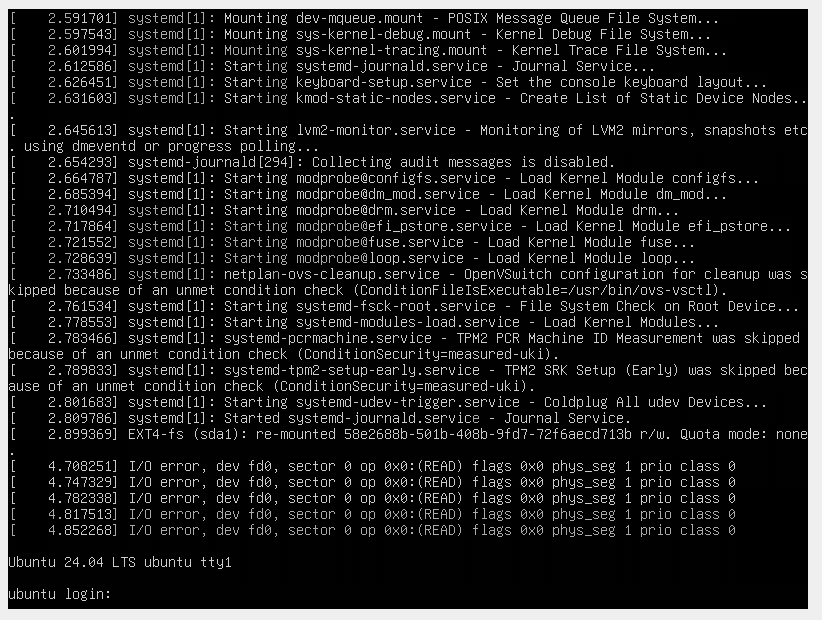 [    2.591701] systemd[1]: Mounting dev-mqueue.mount - POSIX Message Queue File System...
[    2.597543] systemd[1]: Mounting sys-kernel-debug.mount - Kernel Debug File System...
[    2.601994] systemd[1]: Mounting sys-kernel-tracing.mount - Kernel Trace File System...
[    2.612586] systemd[1]: Starting systemd-journald.service - Journal Service...
[    2.626451] systemd[1]: Starting keyboard-setup.service - Set the console keyboard layout...
[    2.631603] systemd[1]: Starting kmod-static-nodes.service - Create List of Static Device Nodes..
.
[    2.645613] systemd[1]: Starting lvm2-monitor.service - Monitoring of LVM2 mirrors, snapshots etc
. using dmeventd or progress polling...
[    2.654293] systemd-journald[294]: Collecting audit messages is disabled.
[    2.664787] systemd[1]: Starting modprobe@configfs.service - Load Kernel Module configfs...
[    2.685394] systemd[1]: Starting modprobe@dm_mod.service - Load Kernel Module dm_mod...
[    2.710494] systemd[1]: Starting modprobe@drm.service - Load Kernel Module drm...
[    2.717864] systemd[1]: Starting modprobe@efi_pstore.service - Load Kernel Module efi_pstore...
[    2.721552] systemd[1]: Starting modprobe@fuse.service - Load Kernel Module fuse...
[    2.728639] systemd[1]: Starting modprobe@loop.service - Load Kernel Module loop...
[    2.733486] systemd[1]: netplan-ovs-cleanup.service - OpenVSwitch configuration for cleanup was s
kipped because of an unmet condition check (ConditionFileIsExecutable=/usr/bin/ovs-vsctl).
[    2.761534] systemd[1]: Starting systemd-fsck-root.service - File System Check on Root Device...
[    2.778553] systemd[1]: Starting systemd-modules-load.service - Load Kernel Modules...
[    2.783466] systemd[1]: systemd-pcrmachine.service - TPM2 PCR Machine ID Measurement was skipped
because of an unmet condition check (ConditionSecurity=measured-uki).
[    2.789833] systemd[1]: systemd-tpm2-setup-early.service - TPM2 SRK Setup (Early) was skipped bec
ause of an unmet condition check (ConditionSecurity=measured-uki).
[    2.801683] systemd[1]: Starting systemd-udev-trigger.service - Coldplug All udev Devices...
[    2.809786] systemd[1]: Started systemd-journald.service - Journal Service.
[    2.899369] EXT4-fs (sda1): re-mounted 58e2688b-501b-408b-9fd7-72f6aecd713b r/w. Quota mode: none
.
[    4.708251] I/O error, dev fd0, sector 0 op 0x0:(READ) flags 0x0 phys_seg 1 prio class 0
[    4.747329] I/O error, dev fd0, sector 0 op 0x0:(READ) flags 0x0 phys_seg 1 prio class 0
[    4.782338] I/O error, dev fd0, sector 0 op 0x0:(READ) flags 0x0 phys_seg 1 prio class 0
[    4.817513] I/O error, dev fd0, sector 0 op 0x0:(READ) flags 0x0 phys_seg 1 prio class 0
[    4.852268] I/O error, dev fd0, sector 0 op 0x0:(READ) flags 0x0 phys_seg 1 prio class 0
Ubuntu 24.04 LTS ubuntu tty1
ubuntu login: